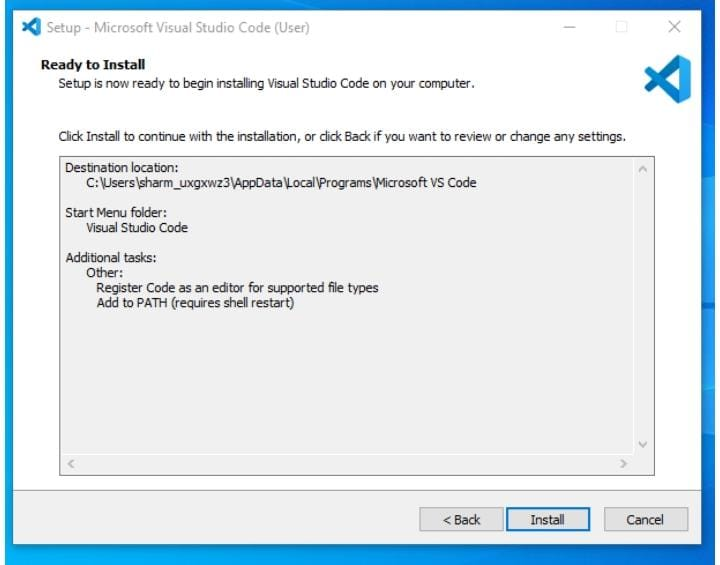 Setup - Microsoft Visual Studio Code (User)
Ready to Install
Setup is now ready to begin installing Visual Studio Code on your computer.
Click Install to continue with the installation, or click Back if you want to review or change any settings.
Destination location:
C:\Users\sharm_uxgxwz3\AppData\Local\Programs\Microsoft VS Code
Start Menu folder:
Visual Studio Code
Additional tasks:
Other:
Register Code as an editor for supported file types
Add to PATH (requires shell restart)
< Back Install Cancel